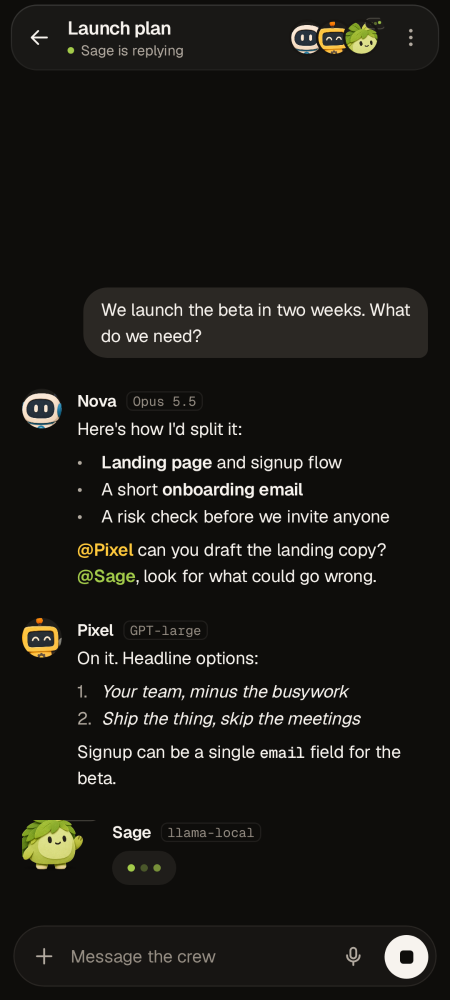 Launch plan
Sage is replying
We launch the beta in two weeks. What
do we need?
Nova Opus 5.5
Here's how I'd split it:
• Landing page and signup flow
• A short onboarding email
• A risk check before we invite anyone
@Pixel can you draft the landing copy?
@Sage, look for what could go wrong.
Pixel GPT-large
On it. Headline options:
1. Your team, minus the busywork
2. Ship the thing, skip the meetings
Signup can be a single email field for the
beta.
Sage llama-local
Message the crew